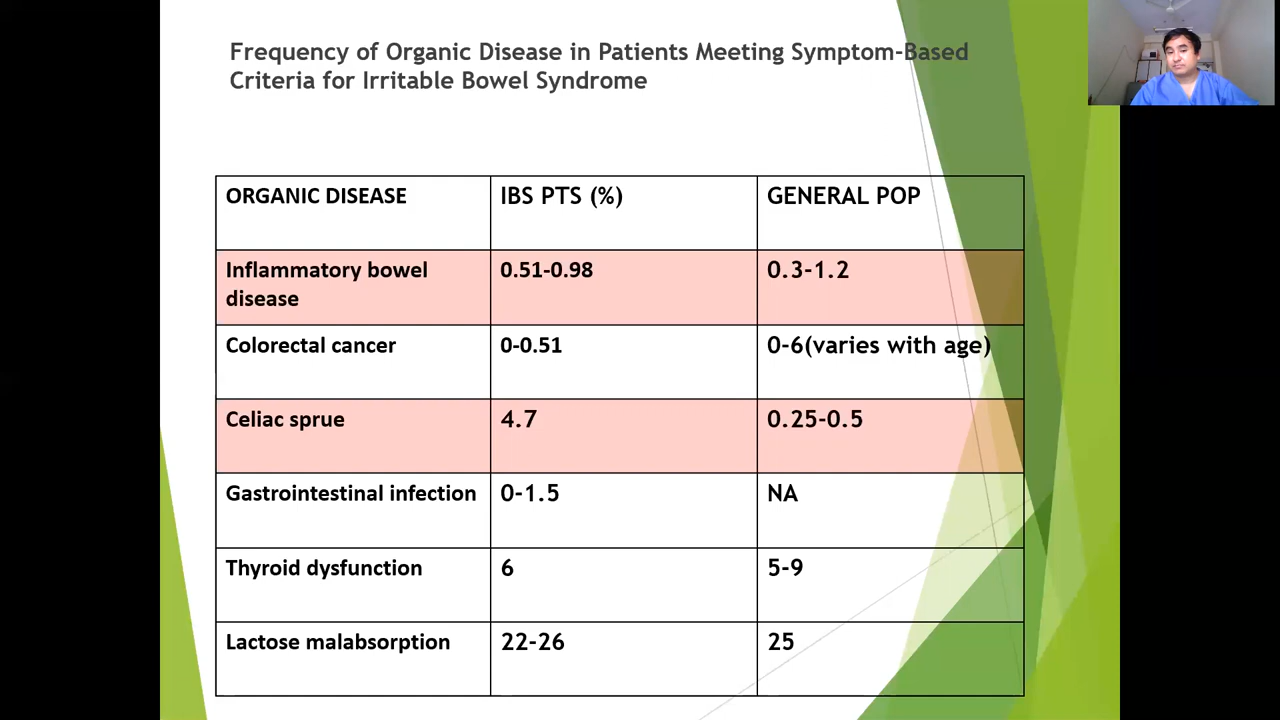 Frequency of Organic Disease in Patients Meeting Symptom-Based
Criteria for Irritable Bowel Syndrome
ORGANIC DISEASE IBS PTS (%) GENERAL POP
Inflammatory bowel disease 0.51-0.98 0.3-1.2
Colorectal cancer 0-0.51 0-6(varies with age)
Celiac sprue 4.7 0.25-0.5
Gastrointestinal infection 0-1.5 NA
Thyroid dysfunction 6 5-9
Lactose malabsorption 22-26 25